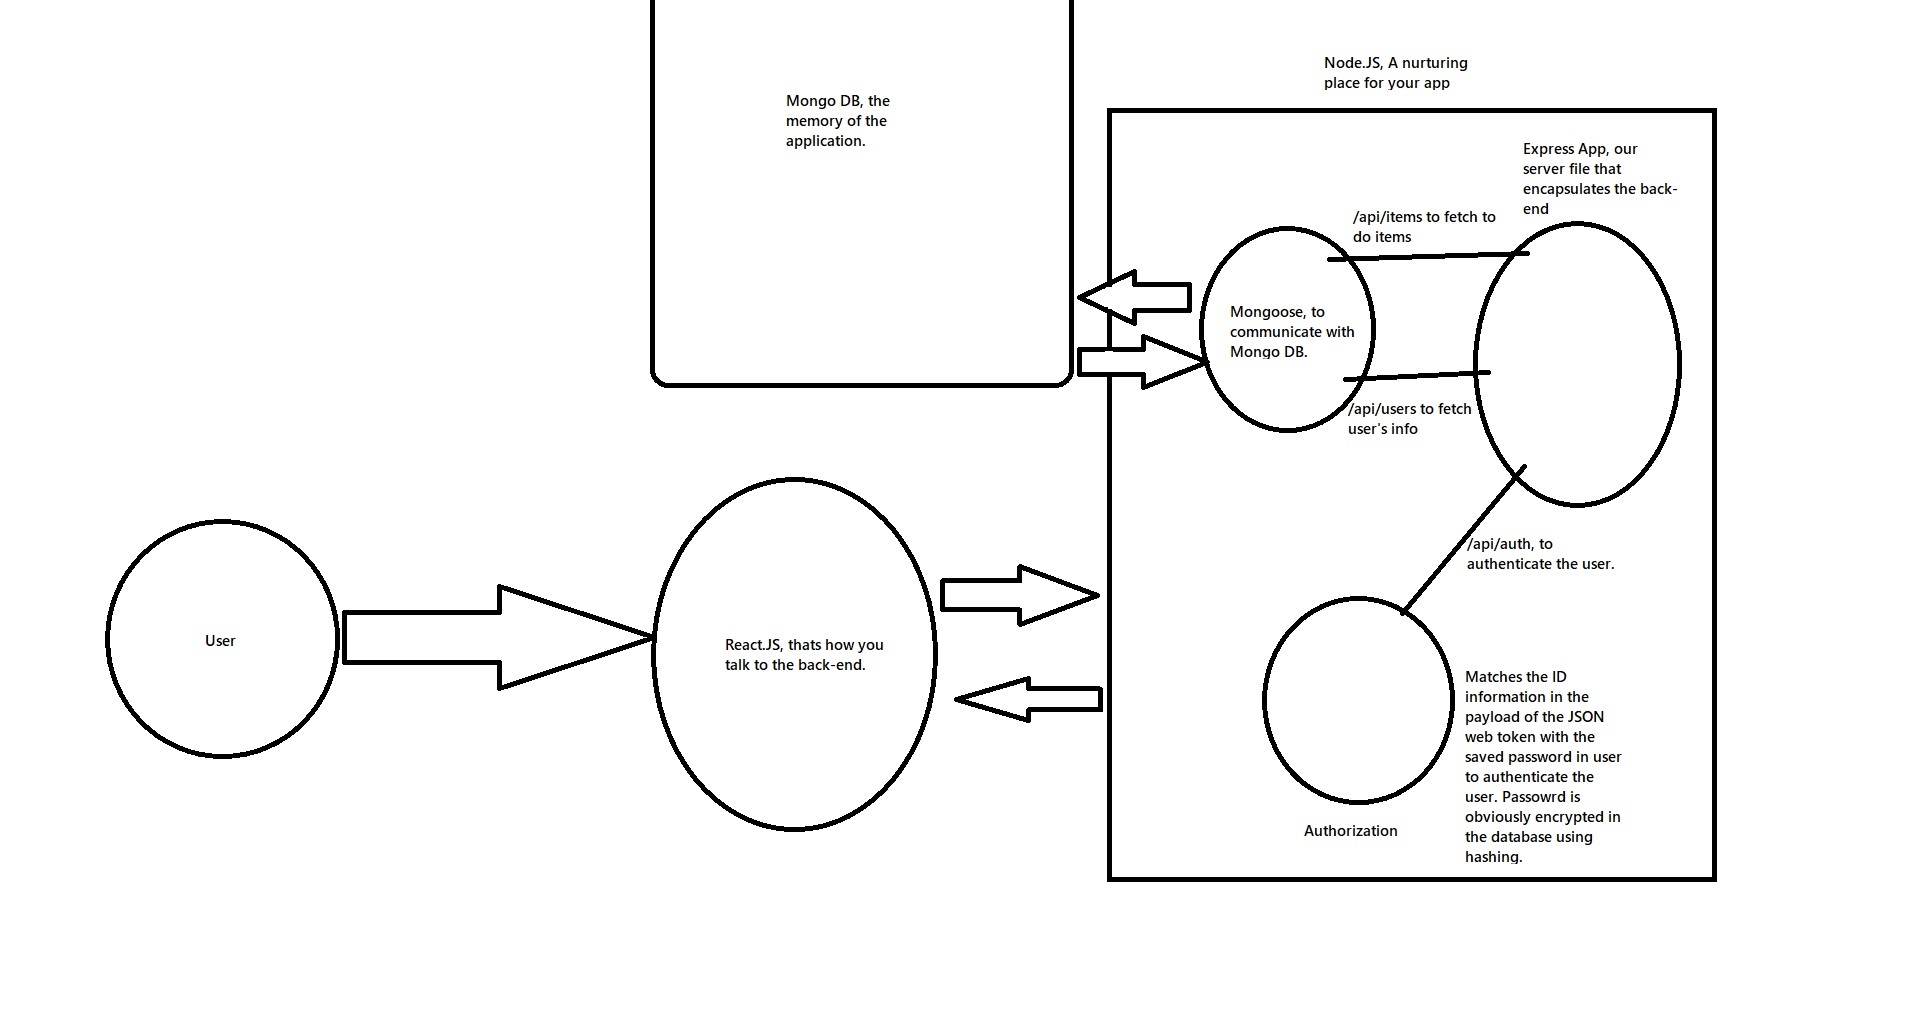 Node.JS, A nurturing
place for your app
Mongo DB, the
memory of the
application.
Express App, our
server file that
encapsulates the back-
end
/api/items to fetch to
do items
Mongoose, to
communicate with
Mongo DB.
/api/users to fetch
user's info
/api/auth, to
authenticate the user.
User
React.JS, thats how you
talk to the back-end.
Matches the ID
information in the
payload of the JSON
web token with the
saved password in user
to authenticate the
user. Passowrd is
obviously encrypted in
the database using
hashing.
Authorization